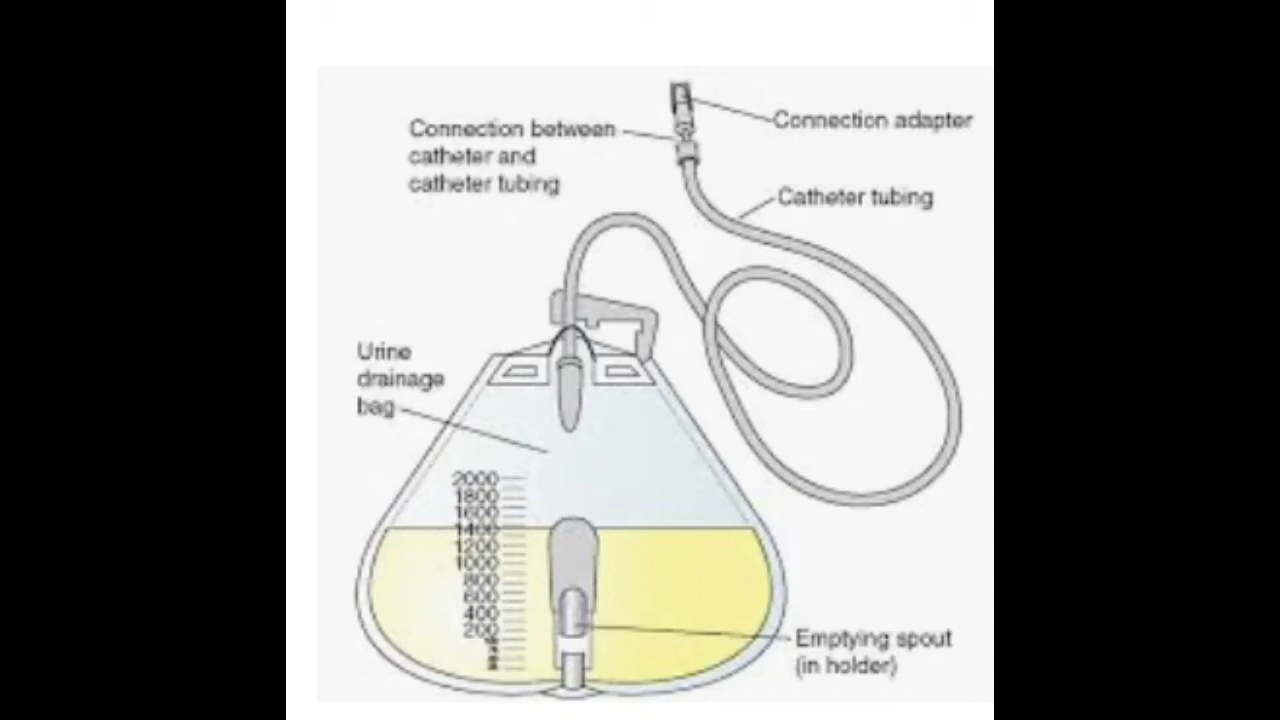 Connection adapter
Connection between
catheter and
catheter tubing
Catheter tubing
Urine
drainage
bag
2000
1800
1600
1400
1200
1000
800
600
400
200
Emptying spout
(in holder)